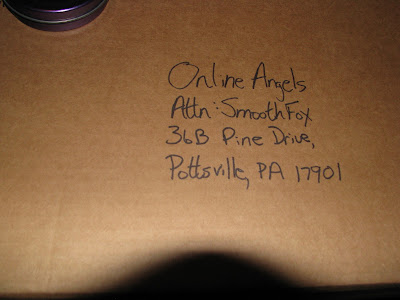 Online Angels
Attn: SmoothFox
36B Pine Drive,
Pottsville, PA 17901